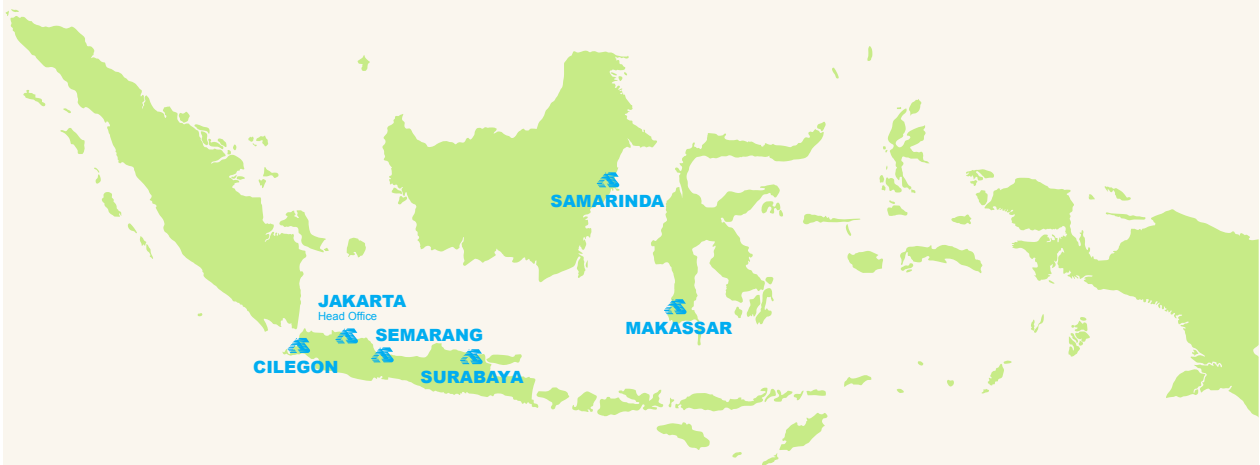 SAMARINDA
JAKARTA
Head Office
MAKASSAR
SEMARANG
CILEGON
SURABAYA